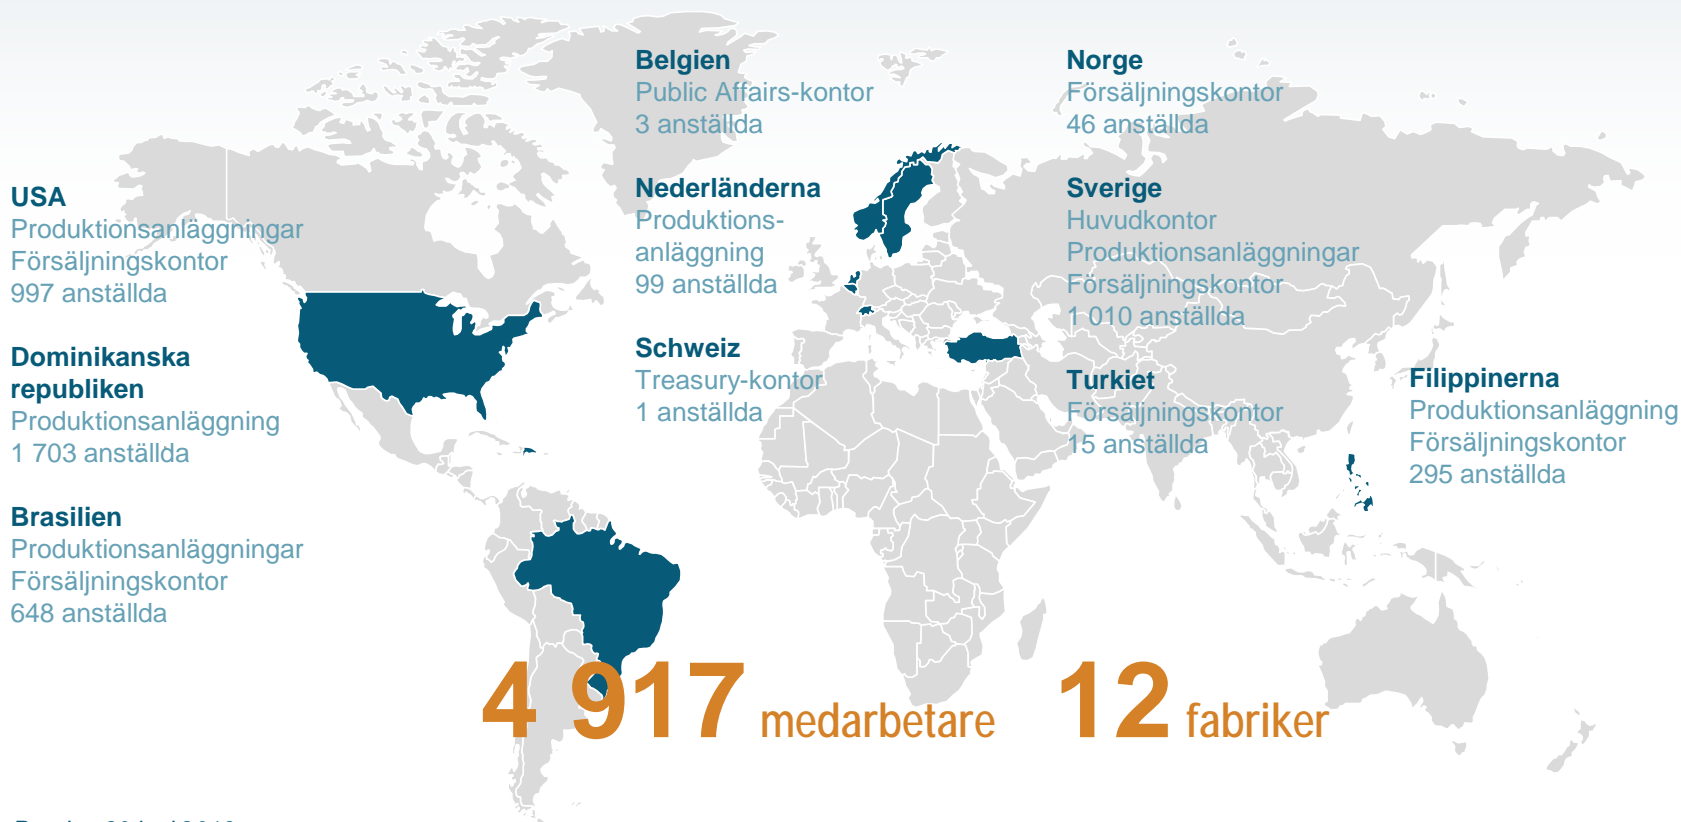 USA
Produktionsanläggningar
Försäljningskontor
997 anställda
Dominikanska
republiken
Produktionsanläggning
1 703 anställda
Brasilien
Produktionsanläggningar
Försäljningskontor
648 anställda
Belgien
Public Affairs-kontor
3 anställda
Nederländerna
Produktions-
anläggning
99 anställda
Schweiz
Treasury-kontor
1 anställda
Norge
Försäljningskontor
46 anställda
Sverige
Huvudkontor
Produktionsanläggningar
Försäljningskontor
1 010 anställda
Turkiet
Försäljningskontor
15 anställda
Filippinerna
Produktionsanläggning
Försäljningskontor
295 anställda
4 917 medarbetare
12 fabriker